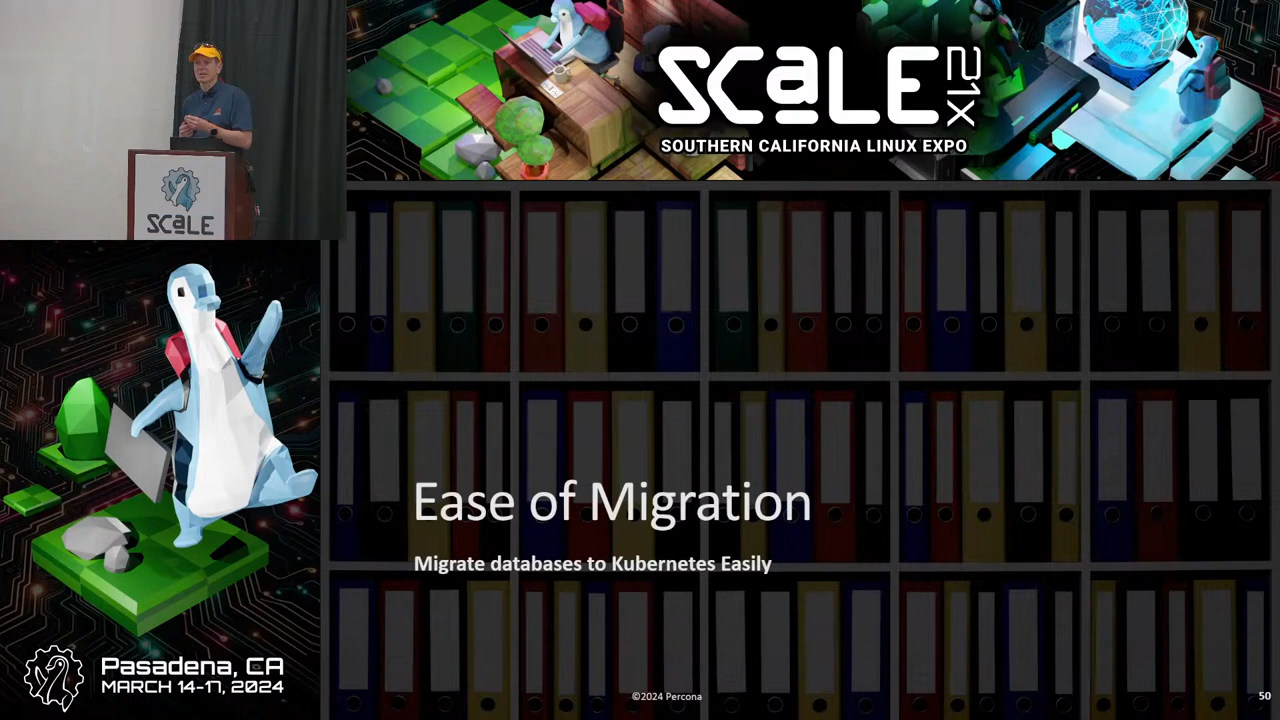 SCALE
21X
SOUTHERN CALIFORNIA LINUX EXPO
SCALE
Ease of Migration
Migrate databases to Kubernetes Easily
Pasadena, CA
MARCH 14-17, 2024
©2024 Percona
50